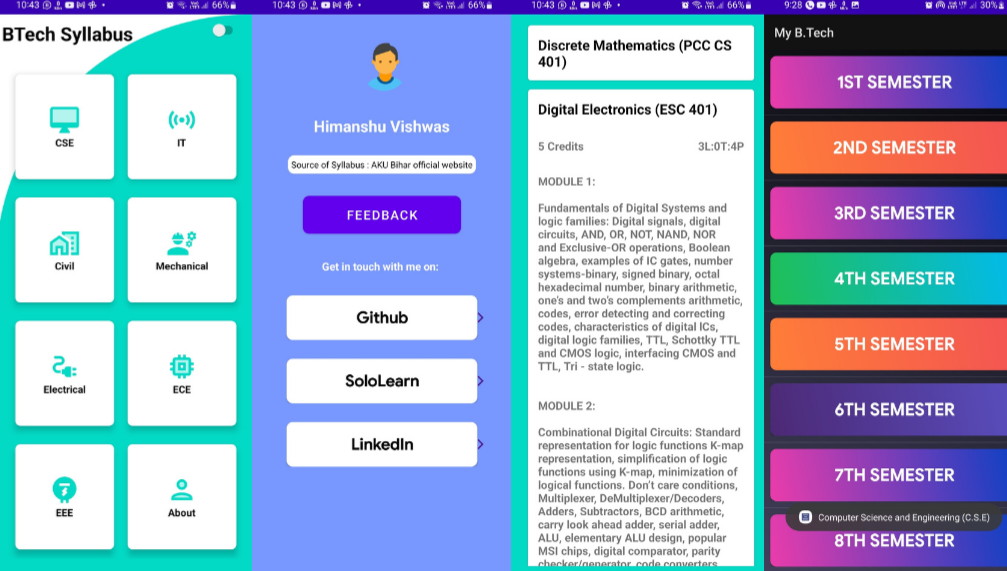 10:43
66%
BTech Syllabus
CSE
IT
Civil
Mechanical
Electrical
ECE
EEE
About
10:43
66%
Himanshu Vishwas
Source of Syllabus : AKU Bihar official website
FEEDBACK
Get in touch with me on:
Github
SoloLearn
LinkedIn
10:43
66%
Discrete Mathematics (PCC CS
401)
Digital Electronics (ESC 401)
5 Credits 3L:0T:4P
MODULE 1:
Fundamentals of Digital Systems and
logic families: Digital signals, digital
circuits, AND, OR, NOT, NAND, NOR
and Exclusive-OR operations, Boolean
algebra, examples of IC gates, number
systems-binary, signed binary, octal
hexadecimal number, binary arithmetic,
one's and two's complements arithmetic,
codes, error detecting and correcting
codes, characteristics of digital ICs,
digital logic families, TTL, Schottky TTL
and CMOS logic, interfacing CMOS and
TTL, Tri - state logic.
MODULE 2:
Combinational Digital Circuits: Standard
representation for logic functions K-map
representation, simplification of logic
functions using K-map, minimization of
logical functions. Don't care conditions,
Multiplexer, DeMultiplexer/Decoders,
Adders, Subtractors, BCD arithmetic,
carry look ahead adder, serial adder,
ALU, elementary ALU design, popular
MSI chips, digital comparator, parity
checker/generator, code converters
9:28
30%
My B.Tech
1ST SEMESTER
2ND SEMESTER
3RD SEMESTER
4TH SEMESTER
5TH SEMESTER
6TH SEMESTER
7TH SEMESTER
Computer Science and Engineering (C.S.E)
8TH SEMESTER